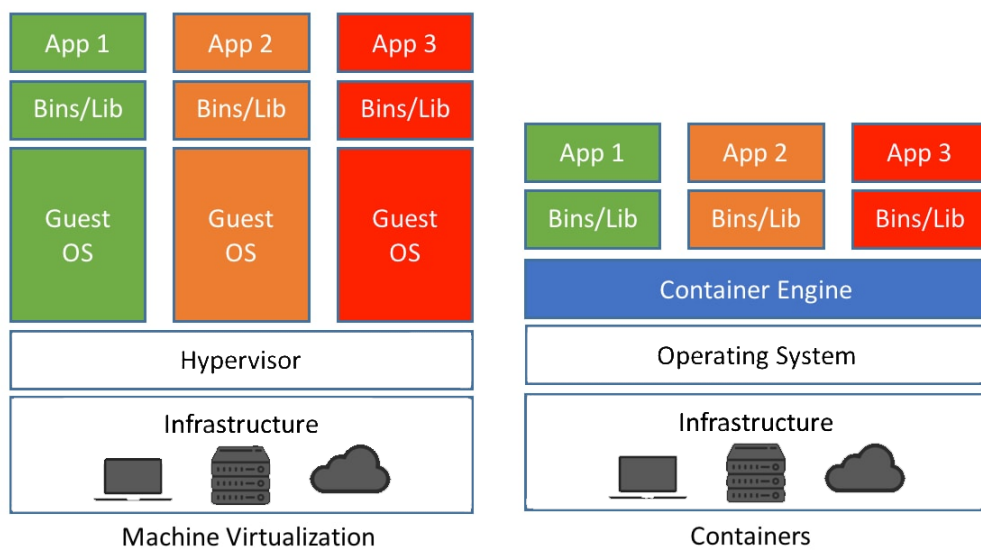 App 1
App 2
App 3
Bins/Lib
Bins/Lib
Bins/Lib
Guest
OS
Guest
OS
Guest
OS
Hypervisor
Infrastructure
Machine Virtualization
App 1
App 2
App 3
Bins/Lib
Bins/Lib
Bins/Lib
Container Engine
Operating System
Infrastructure
Containers